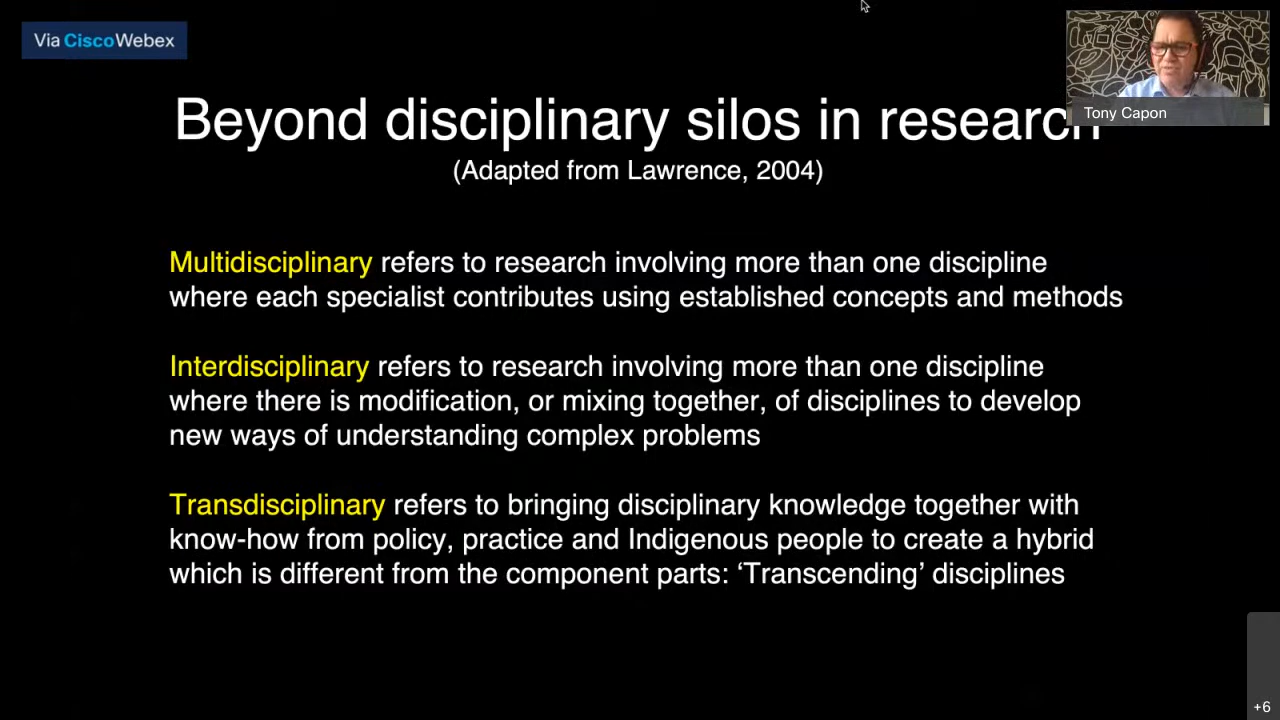 Via CiscoWebex
Tony Capon
Beyond disciplinary silos in research
(Adapted from Lawrence, 2004)
Multidisciplinary refers to research involving more than one discipline
where each specialist contributes using established concepts and methods
Interdisciplinary refers to research involving more than one discipline
where there is modification, or mixing together, of disciplines to develop
new ways of understanding complex problems
Transdisciplinary refers to bringing disciplinary knowledge together with
know-how from policy, practice and Indigenous people to create a hybrid
which is different from the component parts: ‘Transcending’ disciplines
+6